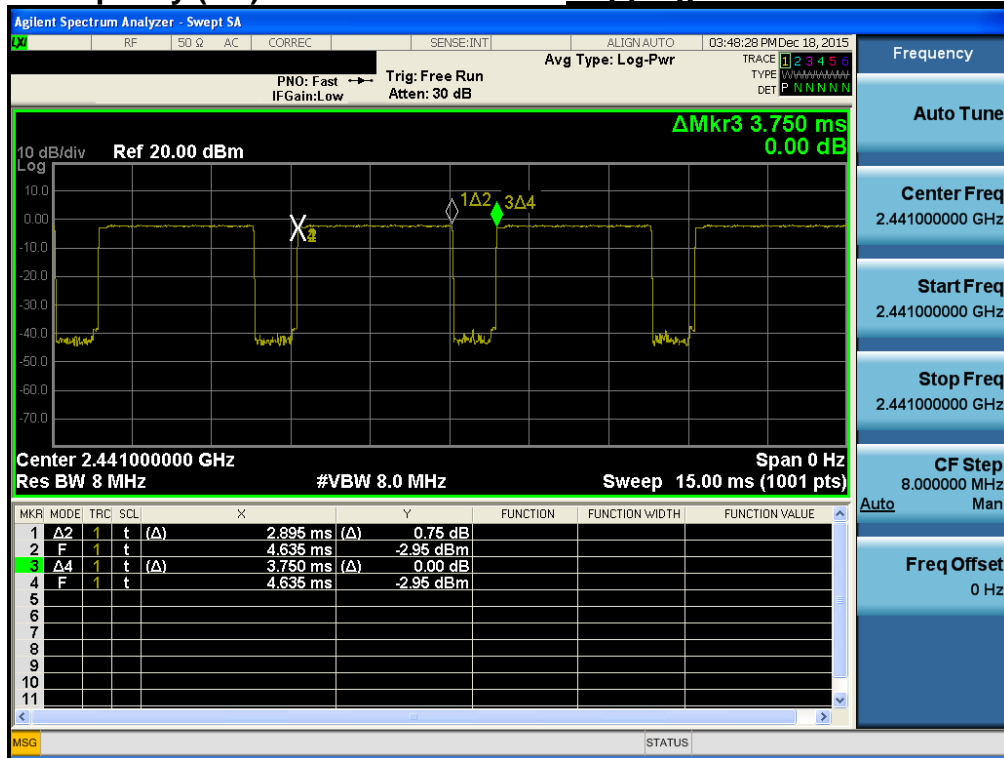 Agilent Spectrum Analyzer - Swept SA
LXI RF 50 Ω AC CORREC SENSE:INT ALIGNAUTO 03:48:28 PM Dec 18, 2015
Avg Type: Log-Pwr
TRACE 1 2 3 4 5 6
TYPE
DET P N N N N N
PNO: Fast
IFGain:Low
Trig: Free Run
Atten: 30 dB
ΔMkr3 3.750 ms
0.00 dB
10 dB/div Ref 20.00 dBm
Log
10.0
0.00
-10.0
-20.0
-30.0
-40.0
-50.0
-60.0
-70.0
1Δ2
3Δ4
X
Center 2.441000000 GHz Span 0 Hz
Res BW 8 MHz #VBW 8.0 MHz Sweep 15.00 ms (1001 pts)
MKR MODE TRC SCL X Y FUNCTION FUNCTION WIDTH FUNCTION VALUE
1 Δ2 1 t (Δ) 2.895 ms (Δ) 0.75 dB
2 F 1 t 4.635 ms -2.95 dBm
3 Δ4 1 t (Δ) 3.750 ms (Δ) 0.00 dB
4 F 1 t 4.635 ms -2.95 dBm
5
6
7
8
9
10
11
MSG STATUS
Frequency
Auto Tune
Center Freq
2.441000000 GHz
Start Freq
2.441000000 GHz
Stop Freq
2.441000000 GHz
CF Step
8.000000 MHz
Auto Man
Freq Offset
0 Hz